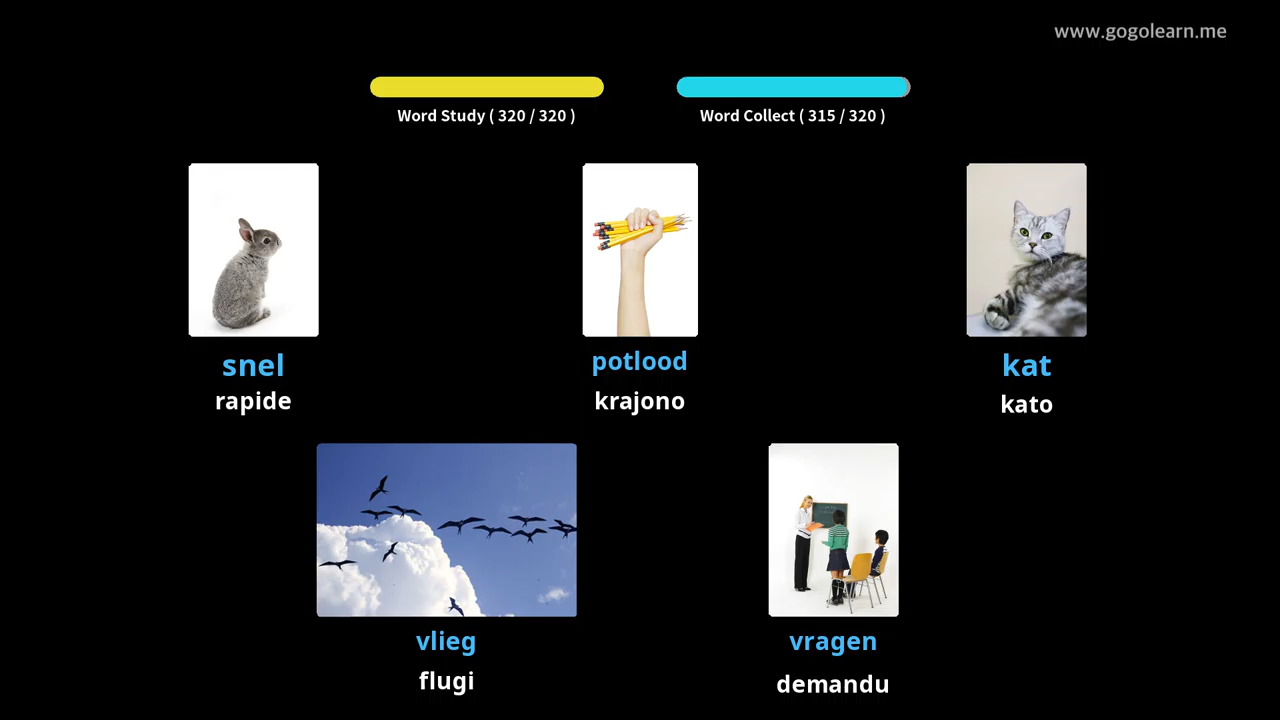 www.gogolearn.me
Word Study ( 320 / 320 )
Word Collect ( 315 / 320 )
snel
rapide
potlood
krajono
kat
kato
vlieg
flugi
vragen
demandu